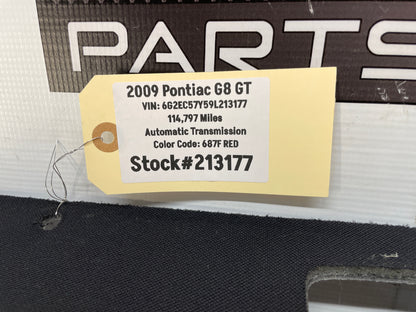 PARTS
2009 Pontiac G8 GT
VIN: 6G2EC57Y59L213177
114,797 Miles
Automatic Transmission
Color Code: 687F RED
Stock#213177